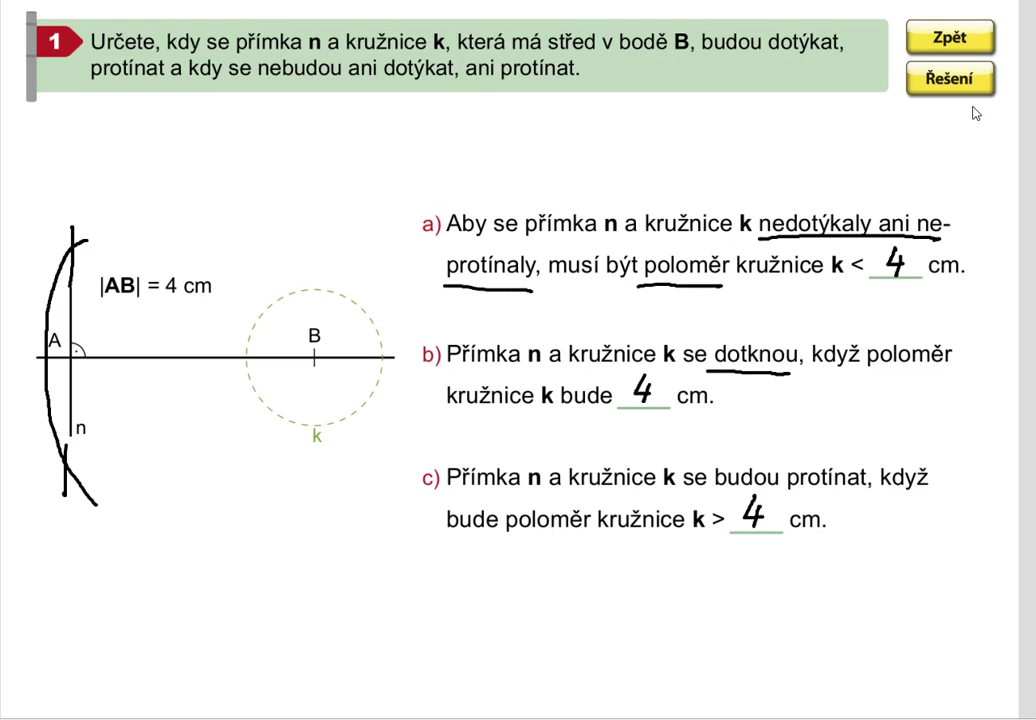 1 Určete, kdy se přímka n a kružnice k, která má střed v bodě B, budou dotýkat,
protínat a kdy se nebudou ani dotýkat, ani protínat.
Zpět
Řešení
a) Aby se přímka n a kružnice k nedotýkaly ani ne-
protínaly, musí být poloměr kružnice k < 4 cm.
|AB| = 4 cm
A
B
n
k
b) Přímka n a kružnice k se dotknou, když poloměr
kružnice k bude 4 cm.
c) Přímka n a kružnice k se budou protínat, když
bude poloměr kružnice k > 4 cm.